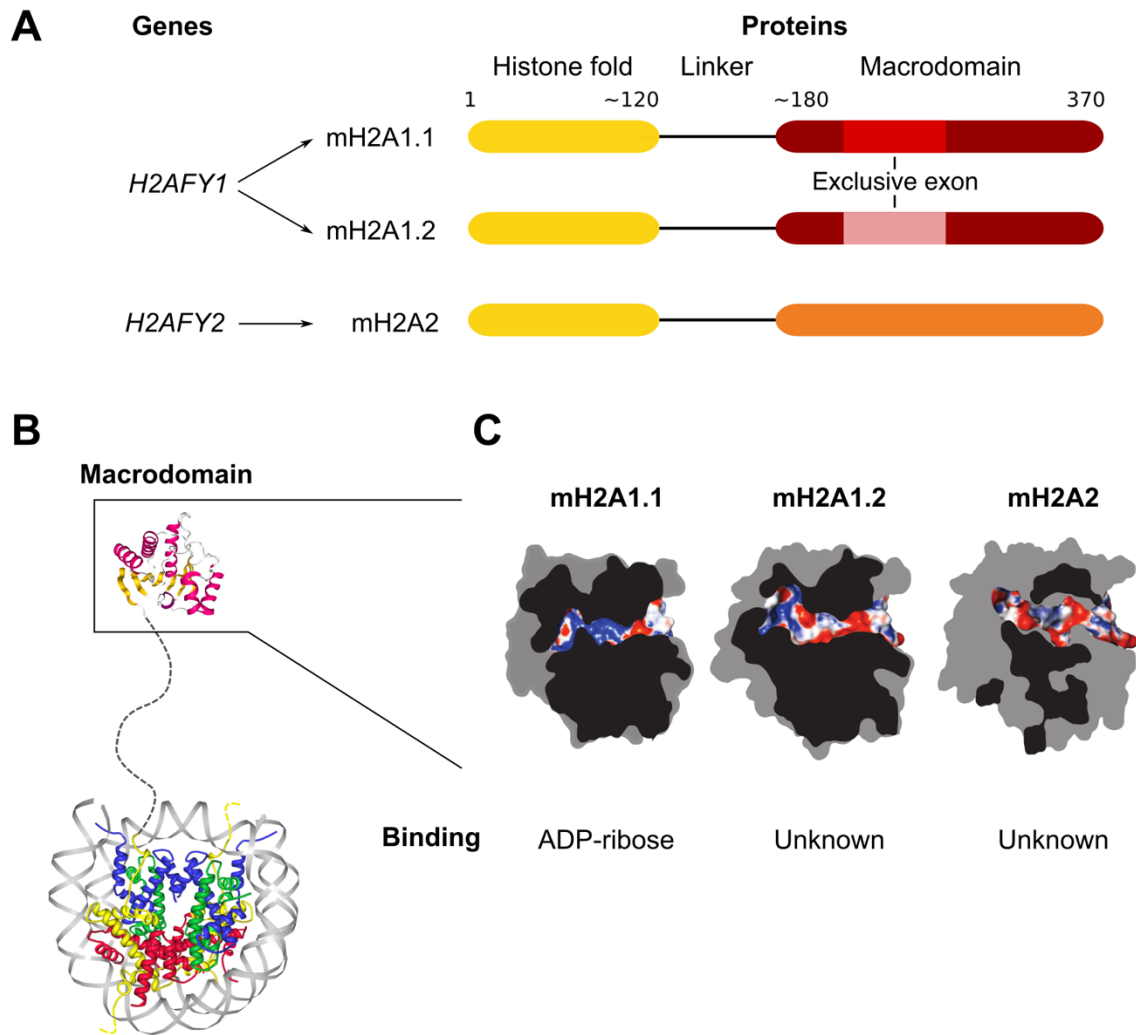 A
Genes
Proteins
Histone fold
Linker
Macrodomain
1
~120
~180
370
mH2A1.1
H2AFY1
Exclusive exon
mH2A1.2
H2AFY2
mH2A2
B
Macrodomain
C
mH2A1.1
mH2A1.2
mH2A2
Binding
ADP-ribose
Unknown
Unknown